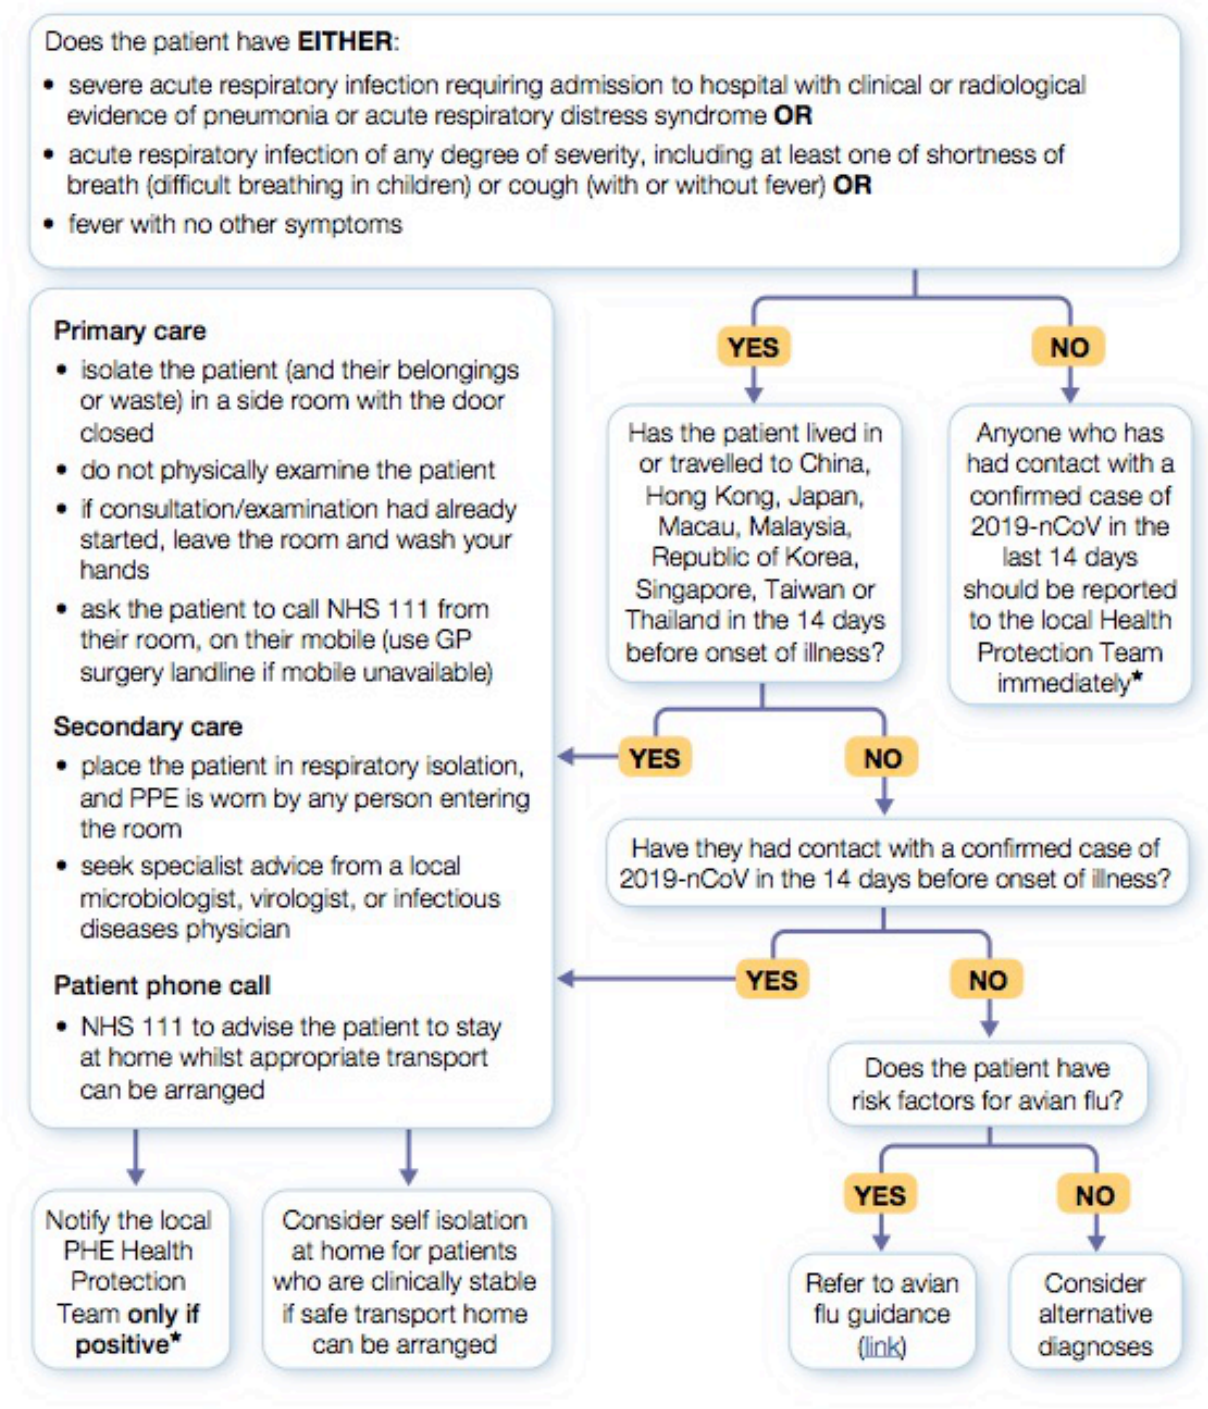 Does the patient have EITHER:
• severe acute respiratory infection requiring admission to hospital with clinical or radiological
evidence of pneumonia or acute respiratory distress syndrome OR
• acute respiratory infection of any degree of severity, including at least one of shortness of
breath (difficult breathing in children) or cough (with or without fever) OR
• fever with no other symptoms
YES
NO
Has the patient lived in
or travelled to China,
Hong Kong, Japan,
Macau, Malaysia,
Republic of Korea,
Singapore, Taiwan or
Thailand in the 14 days
before onset of illness?
Anyone who has
had contact with a
confirmed case of
2019-nCoV in the
last 14 days
should be reported
to the local Health
Protection Team
immediately★
YES
NO
Have they had contact with a confirmed case of
2019-nCoV in the 14 days before onset of illness?
YES
NO
Does the patient have
risk factors for avian flu?
YES
NO
Refer to avian
flu guidance
(link)
Consider
alternative
diagnoses
Primary care
• isolate the patient (and their belongings
or waste) in a side room with the door
closed
• do not physically examine the patient
• if consultation/examination had already
started, leave the room and wash your
hands
• ask the patient to call NHS 111 from
their room, on their mobile (use GP
surgery landline if mobile unavailable)
Secondary care
• place the patient in respiratory isolation,
and PPE is worn by any person entering
the room
• seek specialist advice from a local
microbiologist, virologist, or infectious
diseases physician
Patient phone call
• NHS 111 to advise the patient to stay
at home whilst appropriate transport
can be arranged
Notify the local
PHE Health
Protection
Team only if
positive★
Consider self isolation
at home for patients
who are clinically stable
if safe transport home
can be arranged